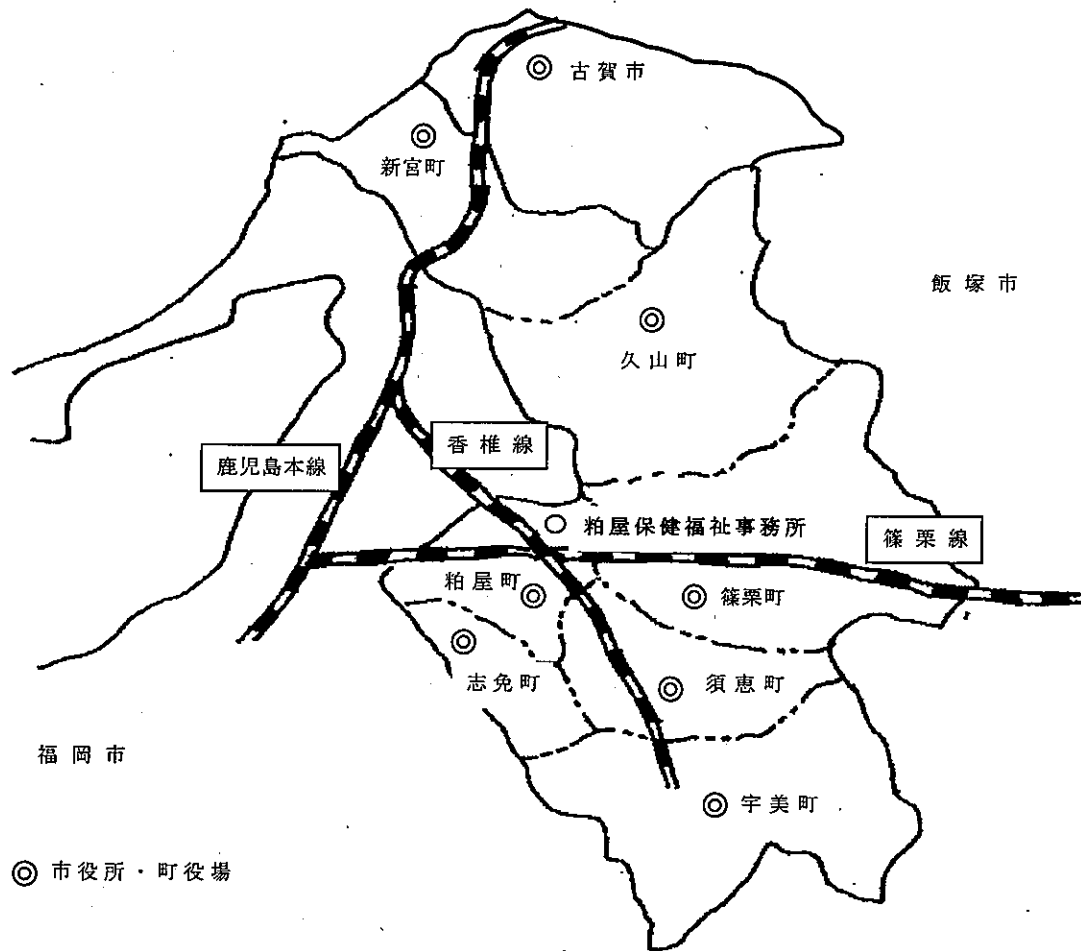 古賀市
新宮町
飯塚市
久山町
香椎線
鹿児島本線
粕屋保健福祉事務所
篠栗線
粕屋町
篠栗町
志免町
須恵町
福岡市
宇美町
◎ 市役所・町役場